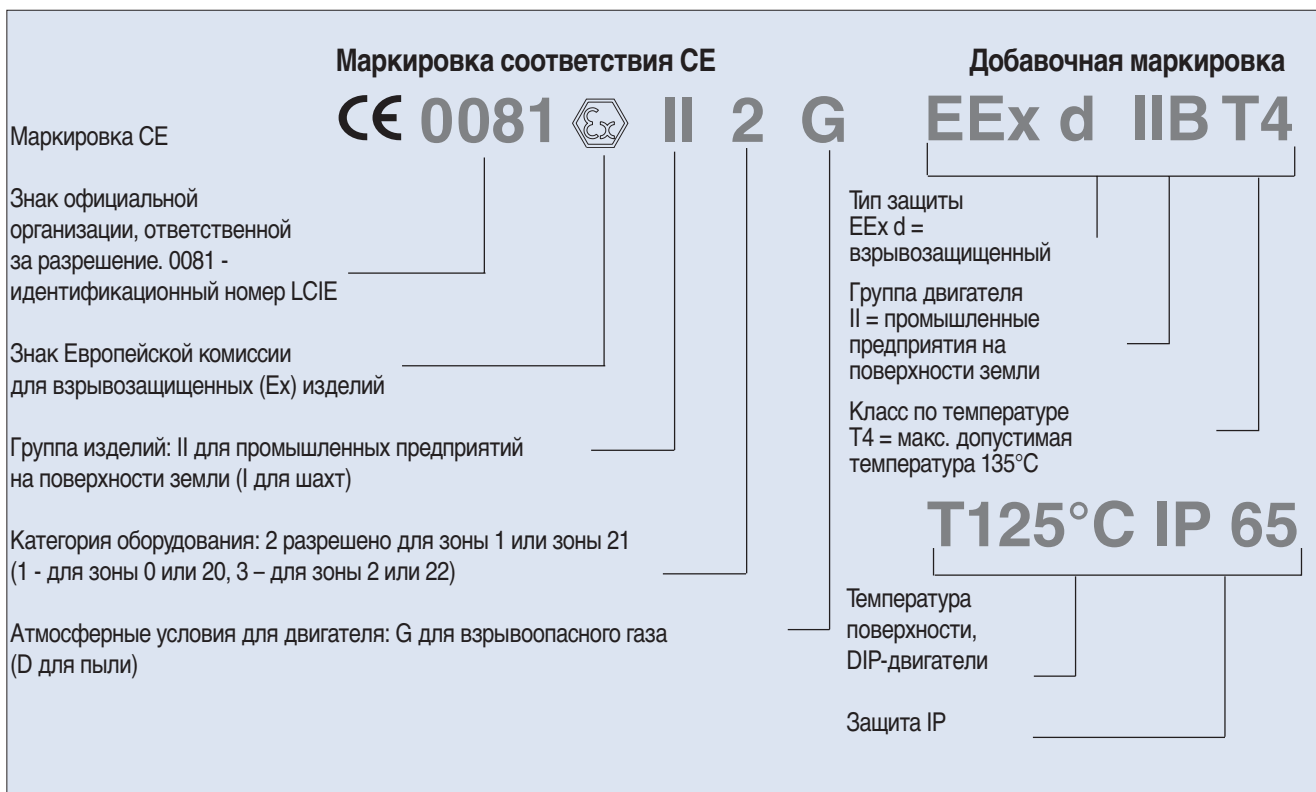 Маркировка соответствия CE
CE 0081 Ex II 2 G
Маркировка CE
Знак официальной
организации, ответственной
за разрешение. 0081 -
идентификационный номер LCIE
Знак Европейской комиссии
для взрывозащищенных (Ex) изделий
Группа изделий: II для промышленных предприятий
на поверхности земли (I для шахт)
Категория оборудования: 2 разрешено для зоны 1 или зоны 21
(1 - для зоны 0 или 20, 3 – для зоны 2 или 22)
Атмосферные условия для двигателя: G для взрывоопасного газа
(D для пыли)
Добавочная маркировка
EEx d IIB T4
Тип защиты
EEx d =
взрывозащищенный
Группа двигателя
II = промышленные
предприятия на
поверхности земли
Класс по температуре
T4 = макс. допустимая
температура 135°C
T125°C IP 65
Температура
поверхности,
DIP-двигатели
Защита IP